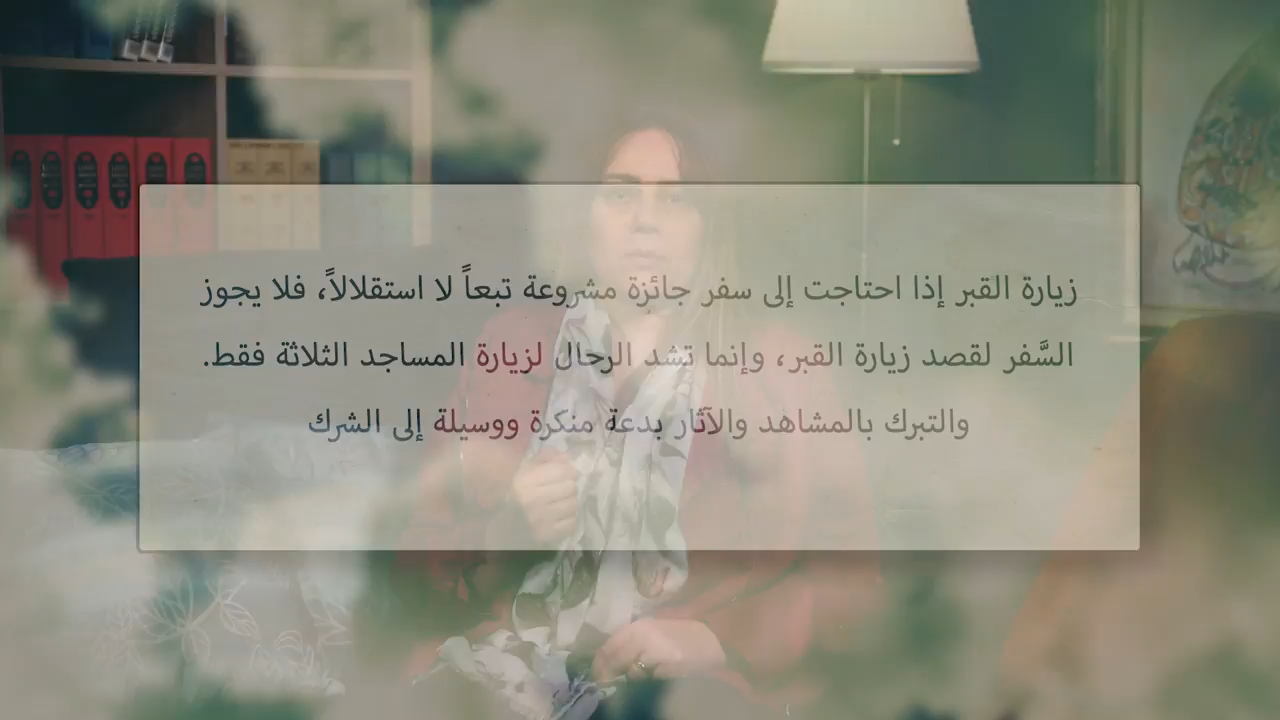 زيارة القبر إذا احتاجت إلى سفر جائزة مشروعة تبعاً لا استقلالاً، فلا يجوز
السَّفر لقصد زيارة القبر، وإنما تشد الرحال لزيارة المساجد الثلاثة فقط.
والتبرك بالمشاهد والآثار بدعة منكرة ووسيلة إلى الشرك